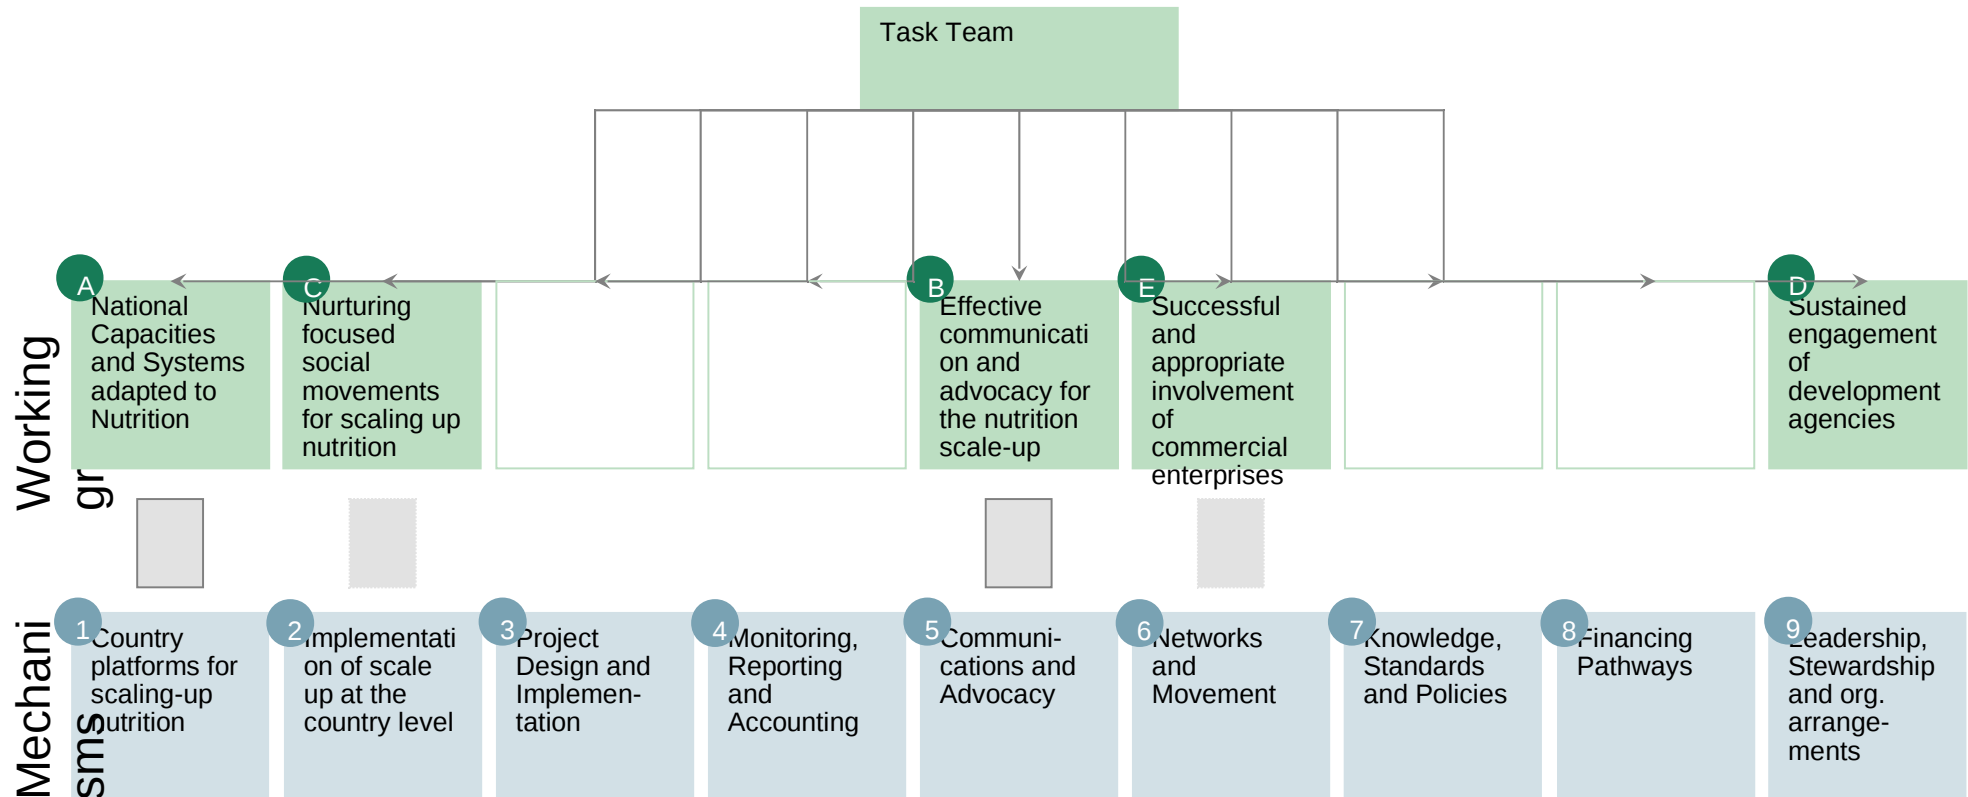 Task Team
Working
gr
A
National
Capacities
and Systems
adapted to
Nutrition
C
Nurturing
focused
social
movements
for scaling up
nutrition
B
Effective
communicati
on and
advocacy for
the nutrition
scale-up
E
Successful
and
appropriate
involvement
of
commercial
enterprises
D
Sustained
engagement
of
development
agencies
Mechani
sms
1
Country
platforms for
scaling-up
nutrition
2
Implementati
on of scale
up at the
country level
3
Project
Design and
Implemen-
tation
4
Monitoring,
Reporting
and
Accounting
5
Communi-
cations and
Advocacy
6
Networks
and
Movement
7
Knowledge,
Standards
and Policies
8
Financing
Pathways
9
Leadership,
Stewardship
and org.
arrange-
ments